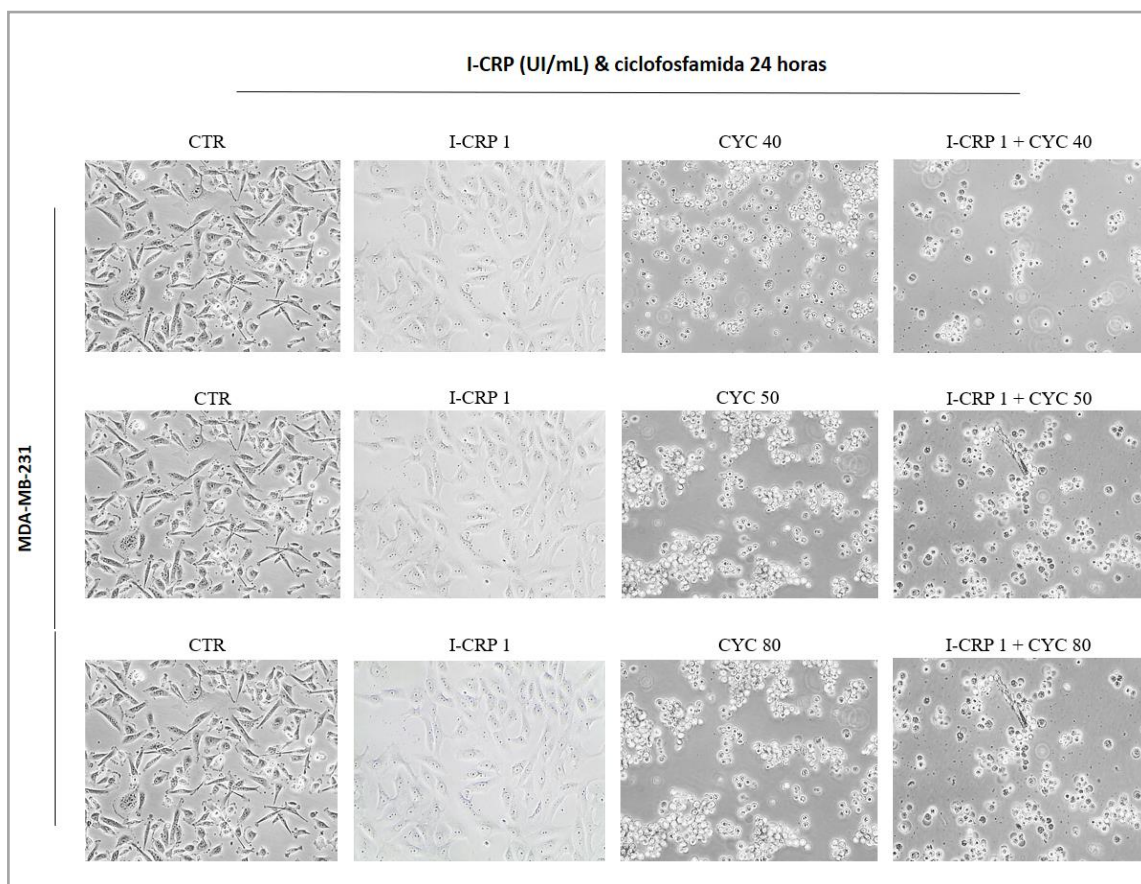 I-CRP (UI/mL) & ciclofosfamida 24 horas
CTR I-CRP 1 CYC 40 I-CRP 1 + CYC 40
CTR I-CRP 1 CYC 50 I-CRP 1 + CYC 50
MDA-MB-231
CTR I-CRP 1 CYC 80 I-CRP 1 + CYC 80